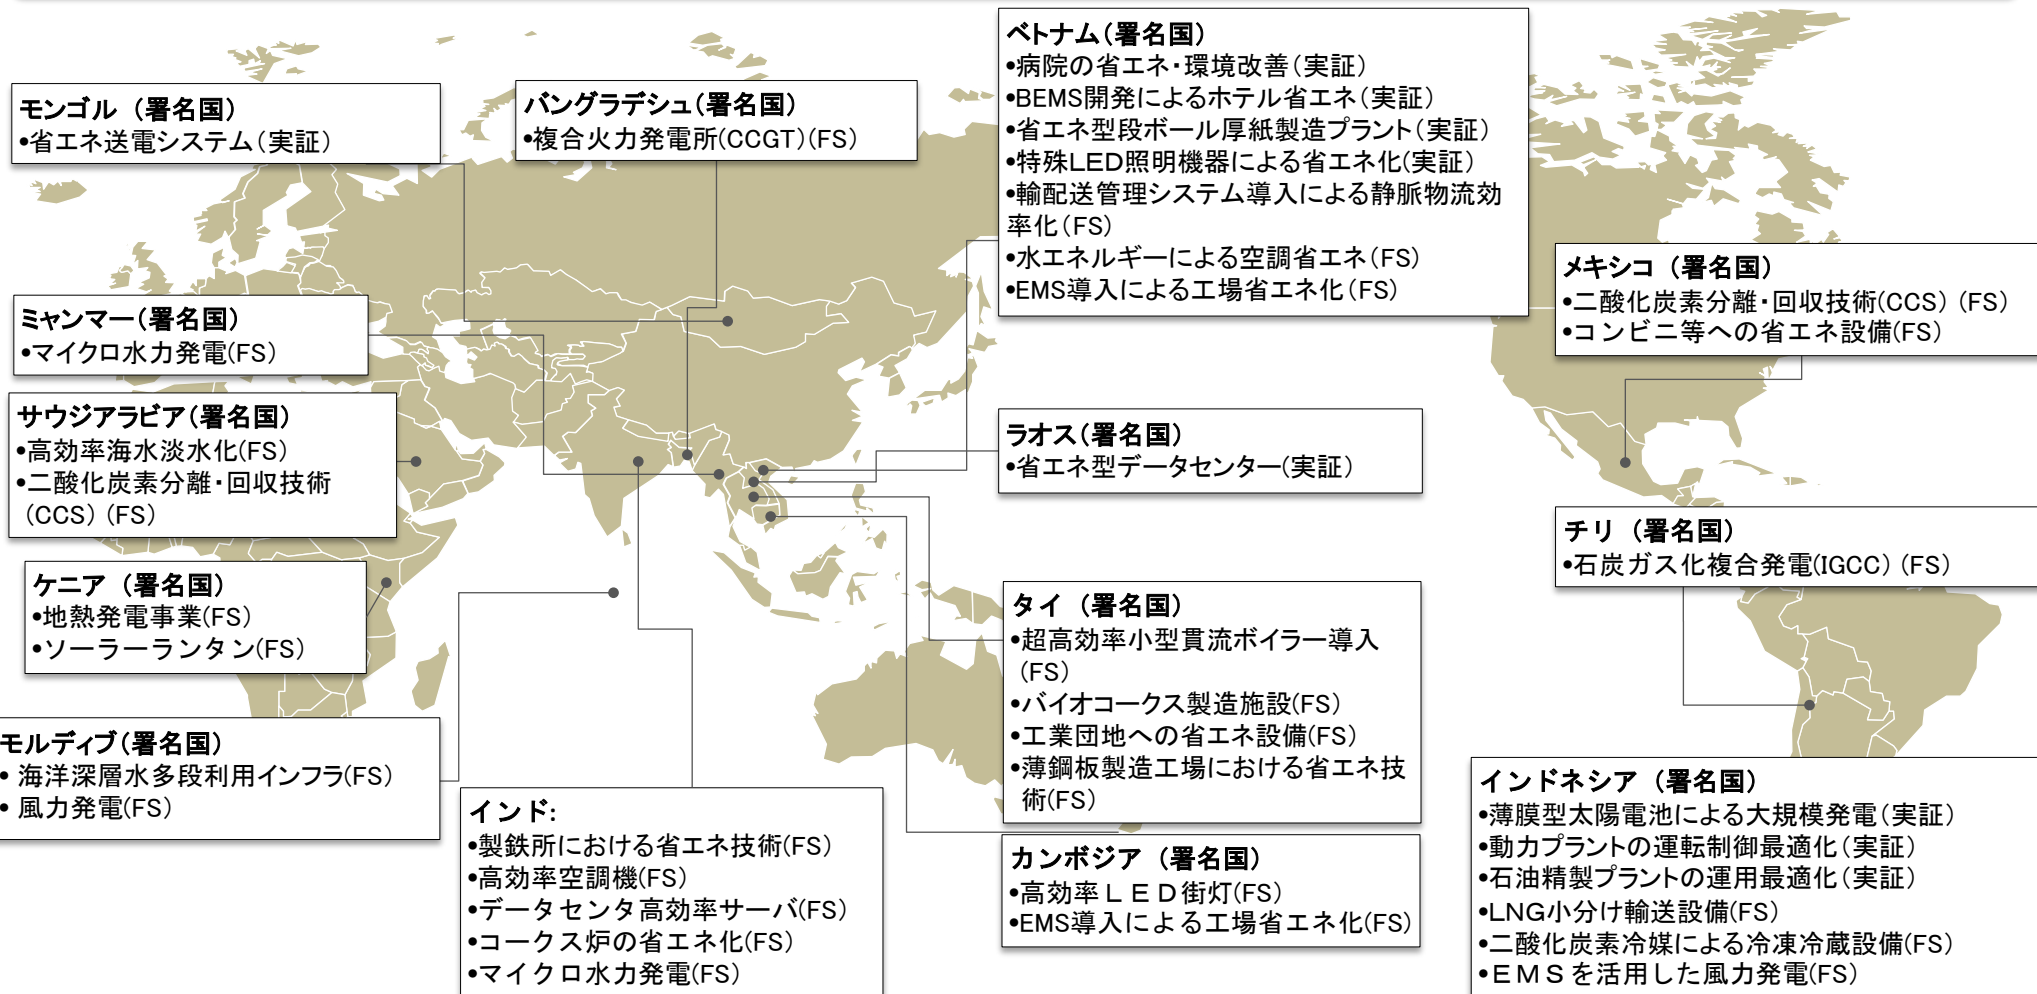 モンゴル （署名国）
•省エネ送電システム（実証）
バングラデシュ（署名国）
•複合火力発電所(CCGT)（FS）
ベトナム（署名国）
•病院の省エネ・環境改善（実証）
•BEMS開発によるホテル省エネ（実証）
•省エネ型段ボール厚紙製造プラント（実証）
•特殊LED照明機器による省エネ化(実証）
•輸配送管理システム導入による静脈物流効
率化（FS）
•水エネルギーによる空調省エネ（FS）
•EMS導入による工場省エネ化（FS）
メキシコ （署名国）
•二酸化炭素分離・回収技術(CCS) （FS）
•コンビニ等への省エネ設備(FS)
ミャンマー（署名国）
•マイクロ水力発電(FS)
サウジアラビア（署名国）
•高効率海水淡水化(FS)
•二酸化炭素分離・回収技術
（CCS）（FS）
ラオス（署名国）
•省エネ型データセンター(実証）
チリ （署名国）
•石炭ガス化複合発電(IGCC) （FS）
ケニア （署名国）
•地熱発電事業(FS)
•ソーラーランタン(FS)
タイ （署名国）
•超高効率小型貫流ボイラー導入
（FS）
•バイオコークス製造施設(FS)
•工業団地への省エネ設備(FS)
•薄鋼板製造工場における省エネ技
術(FS)
モルディブ（署名国）
• 海洋深層水多段利用インフラ(FS)
• 風力発電(FS)
インド:
•製鉄所における省エネ技術(FS)
•高効率空調機(FS)
•データセンタ高効率サーバ(FS)
•コークス炉の省エネ化(FS)
•マイクロ水力発電(FS)
カンボジア （署名国）
•高効率ＬＥＤ街灯(FS)
•EMS導入による工場省エネ化(FS)
インドネシア （署名国）
•薄膜型太陽電池による大規模発電（実証）
•動力プラントの運転制御最適化（実証）
•石油精製プラントの運用最適化（実証）
•LNG小分け輸送設備(FS)
•二酸化炭素冷媒による冷凍冷蔵設備(FS)
•ＥＭＳを活用した風力発電(FS)